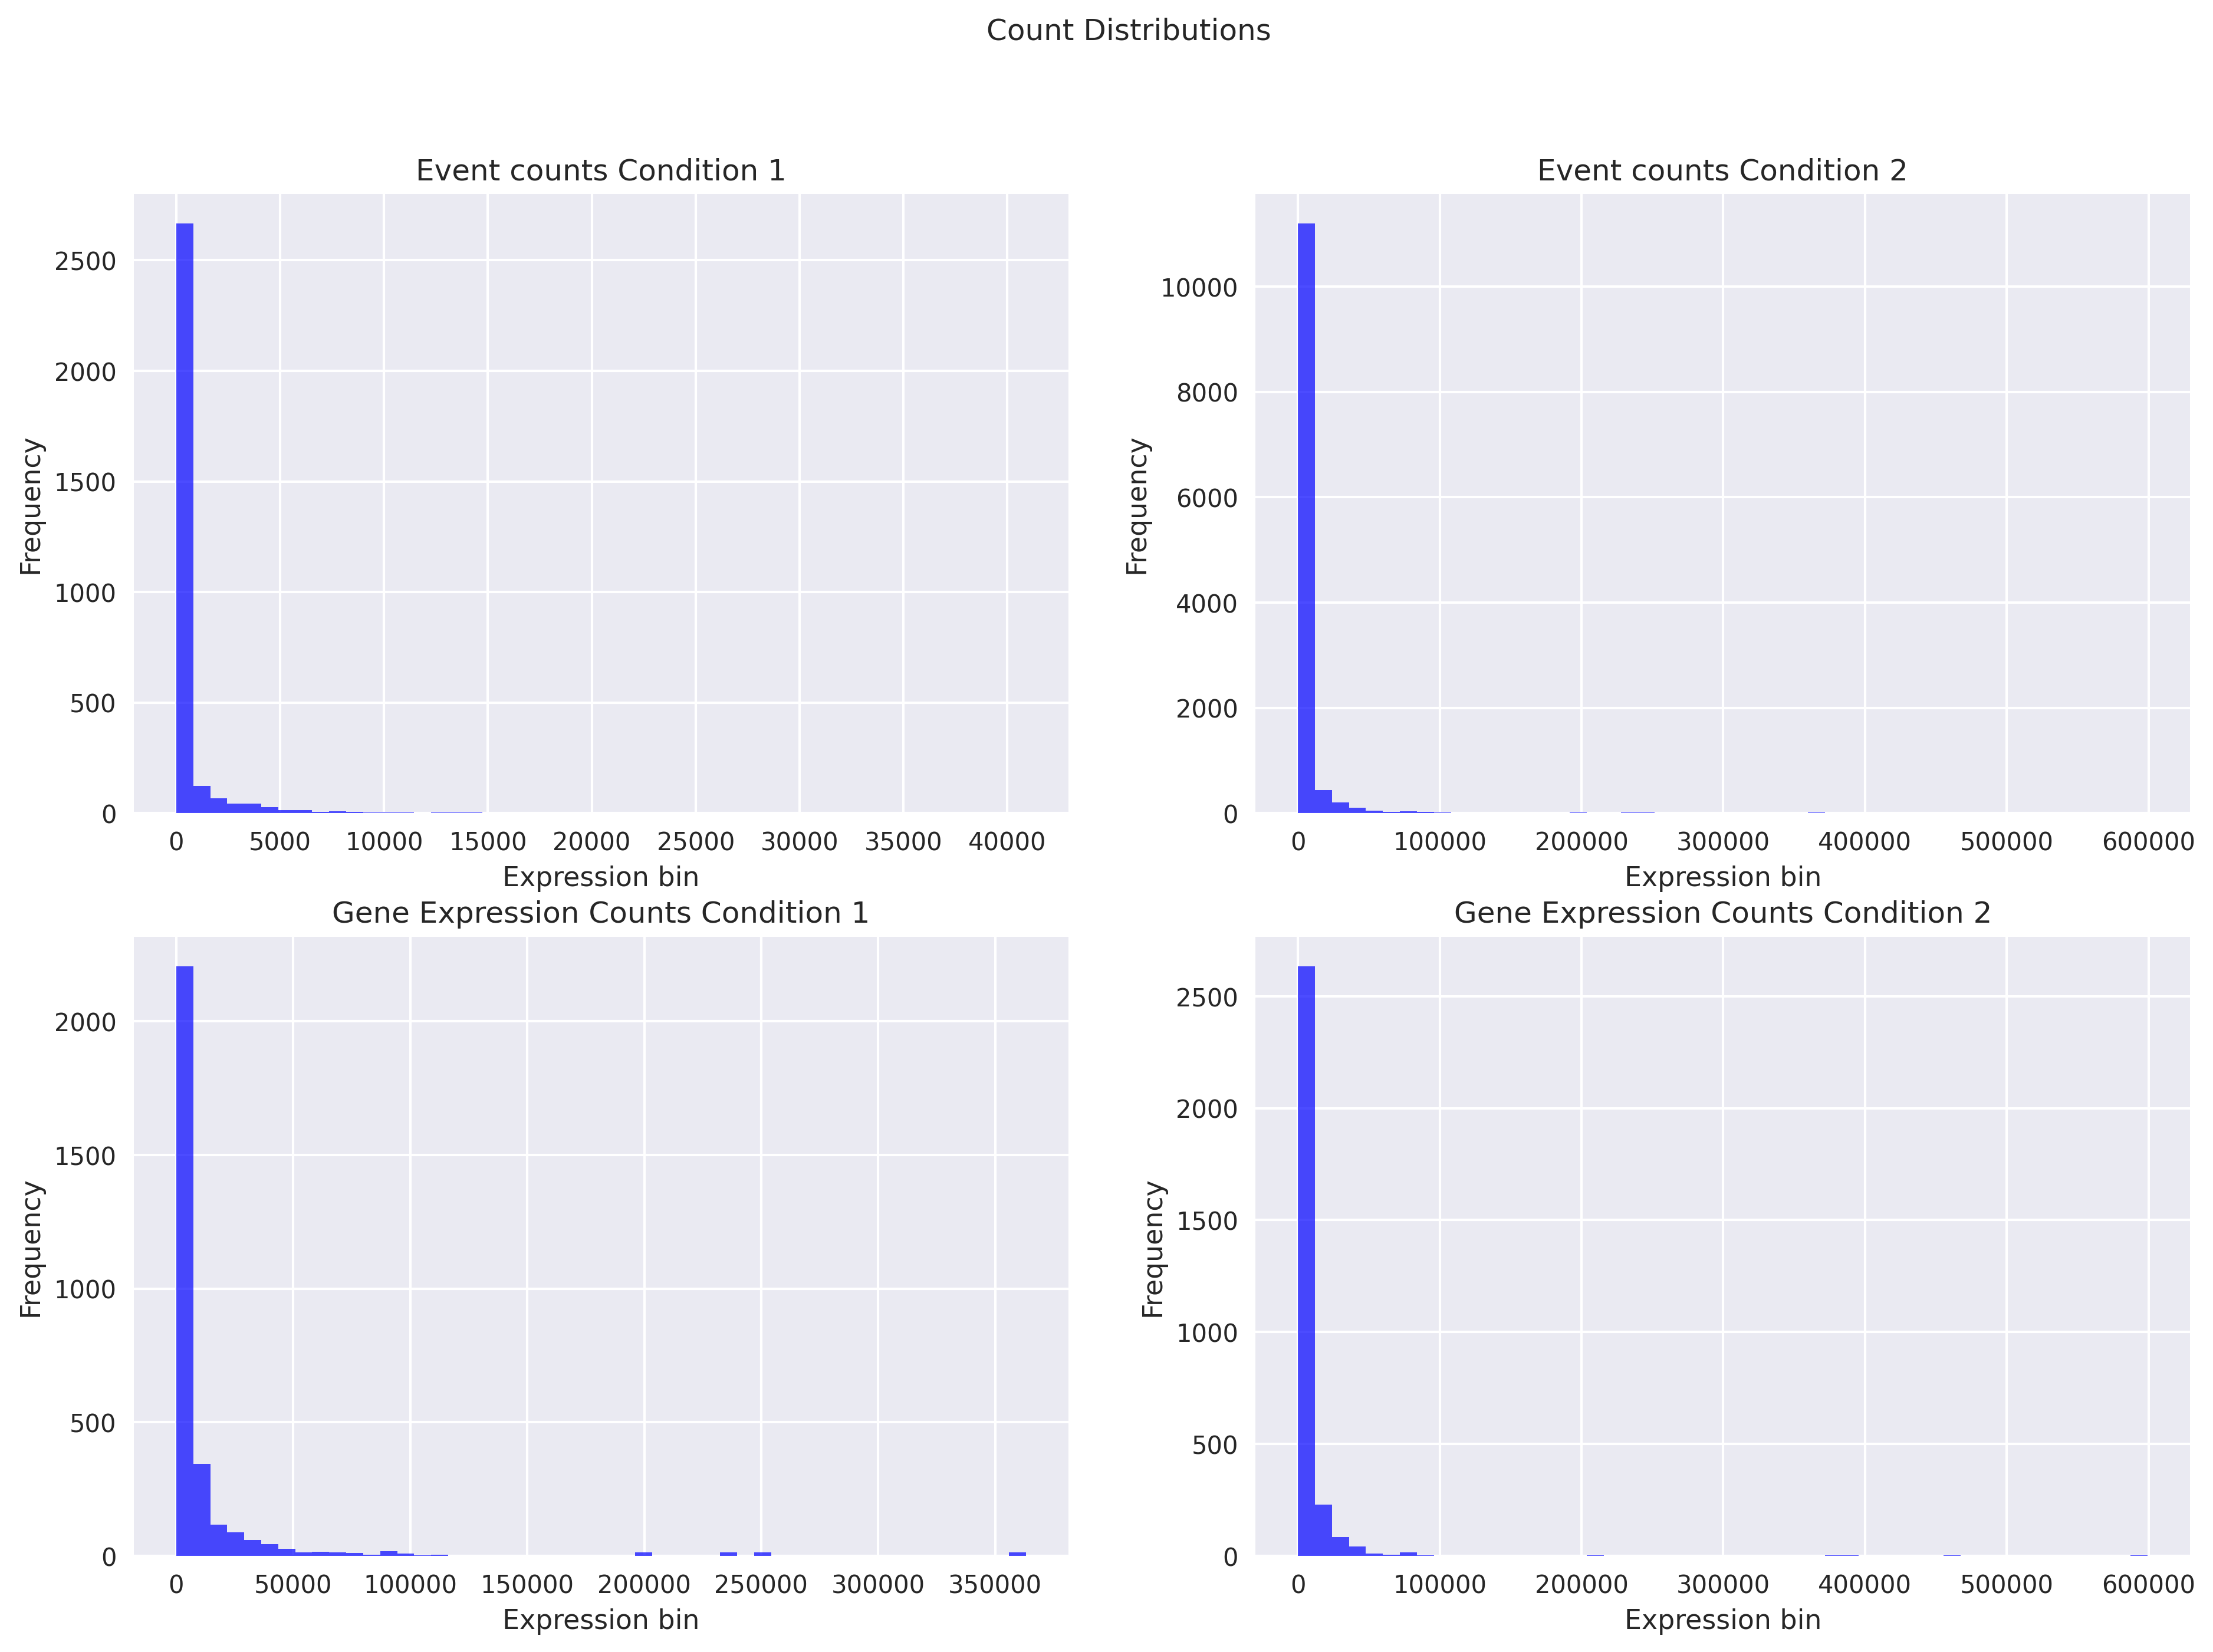 Count Distributions
Event counts Condition 1
Frequency
2500
2000
1500
1000
500
0
0 5000 10000 15000 20000 25000 30000 35000 40000
Expression bin
Event counts Condition 2
Frequency
10000
8000
6000
4000
2000
0
0 100000 200000 300000 400000 500000 600000
Expression bin
Gene Expression Counts Condition 1
Frequency
2000
1500
1000
500
0
0 50000 100000 150000 200000 250000 300000 350000
Expression bin
Gene Expression Counts Condition 2
Frequency
2500
2000
1500
1000
500
0
0 100000 200000 300000 400000 500000 600000
Expression bin